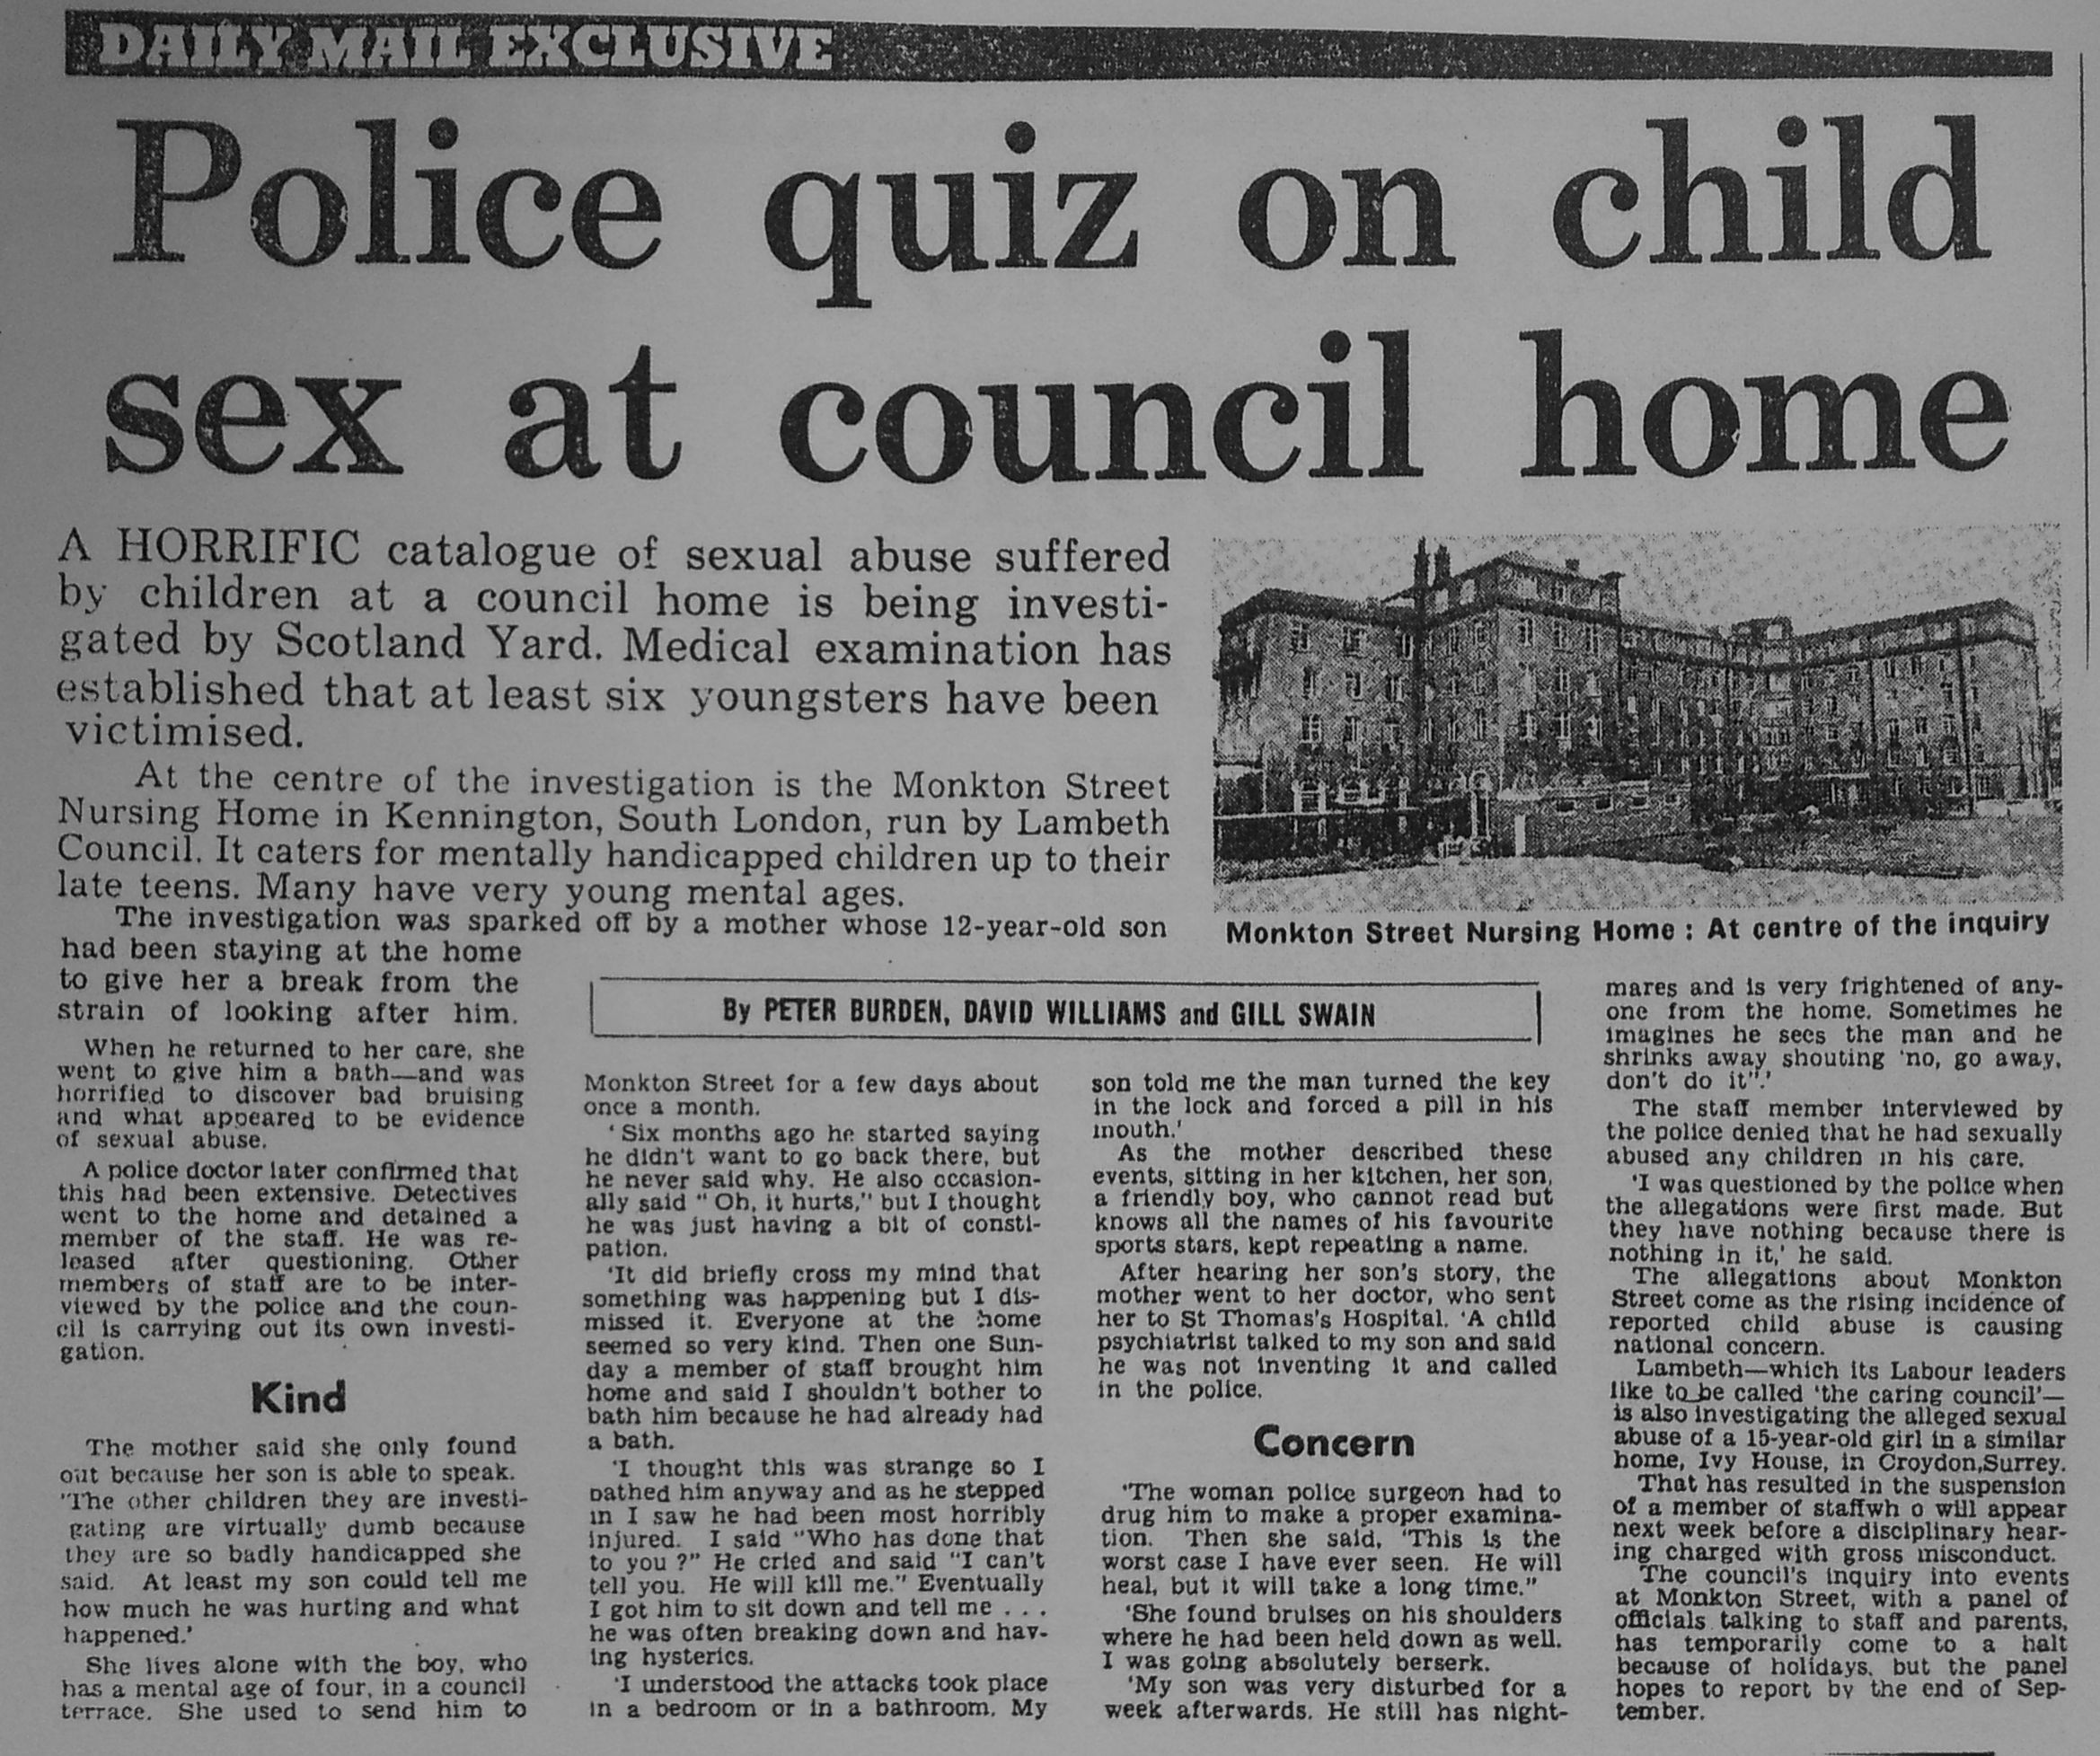 DAILY MAIL EXCLUSIVE
Police quiz on child
sex at council home
A HORRIFIC catalogue of sexual abuse suffered
by children at a council home is being investi-
gated by Scotland Yard. Medical examination has
established that at least six youngsters have been
victimised.
At the centre of the investigation is the Monkton Street
Nursing Home in Kennington, South London, run by Lambeth
Council. It caters for mentally handicapped children up to their
late teens. Many have very young mental ages.
The investigation was sparked off by a mother whose 12-year-old son
had been staying at the home
to give her a break from the
strain of looking after him.
When he returned to her care, she
went to give him a bath—and was
horrified to discover bad bruising
and what appeared to be evidence
of sexual abuse.
A police doctor later confirmed that
this had been extensive. Detectives
went to the home and detained a
member of the staff. He was re-
leased after questioning. Other
members of staff are to be inter-
viewed by the police and the coun-
cil is carrying out its own investi-
gation.
Kind
The mother said she only found
out because her son is able to speak.
'The other children they are investi-
gating are virtually dumb because
they are so badly handicapped she
said. At least my son could tell me
how much he was hurting and what
happened.'
She lives alone with the boy, who
has a mental age of four, in a council
terrace. She used to send him to
Monkton Street Nursing Home : At centre of the inquiry
By PETER BURDEN, DAVID WILLIAMS and GILL SWAIN
Monkton Street for a few days about
once a month.
'Six months ago he started saying
he didn't want to go back there, but
he never said why. He also occasion-
ally said "Oh, it hurts," but I thought
he was just having a bit of consti-
pation.
'It did briefly cross my mind that
something was happening but I dis-
missed it. Everyone at the home
seemed so very kind. Then one Sun-
day a member of staff brought him
home and said I shouldn't bother to
bath him because he had already had
a bath.
'I thought this was strange so I
bathed him anyway and as he stepped
in I saw he had been most horribly
injured. I said "Who has done that
to you ?" He cried and said "I can't
tell you. He will kill me." Eventually
I got him to sit down and tell me . . .
he was often breaking down and hav-
ing hysterics.
'I understood the attacks took place
in a bedroom or in a bathroom. My
son told me the man turned the key
in the lock and forced a pill in his
mouth.'
As the mother described these
events, sitting in her kitchen, her son,
a friendly boy, who cannot read but
knows all the names of his favourite
sports stars, kept repeating a name.
After hearing her son's story, the
mother went to her doctor, who sent
her to St Thomas's Hospital. 'A child
psychiatrist talked to my son and said
he was not inventing it and called
in the police.
Concern
'The woman police surgeon had to
drug him to make a proper examina-
tion. Then she said, 'This is the
worst case I have ever seen. He will
heal, but it will take a long time."
'She found bruises on his shoulders
where he had been held down as well.
I was going absolutely berserk.
'My son was very disturbed for a
week afterwards. He still has night-
mares and is very frightened of any-
one from the home. Sometimes he
imagines he sees the man and he
shrinks away shouting 'no, go away,
don't do it".'
The staff member interviewed by
the police denied that he had sexually
abused any children in his care.
'I was questioned by the police when
the allegations were first made. But
they have nothing because there is
nothing in it,' he said.
The allegations about Monkton
Street come as the rising incidence of
reported child abuse is causing
national concern.
Lambeth—which its Labour leaders
like to be called 'the caring council'—
is also investigating the alleged sexual
abuse of a 15-year-old girl in a similar
home, Ivy House, in Croydon,Surrey.
That has resulted in the suspension
of a member of staffwh o will appear
next week before a disciplinary hear-
ing charged with gross misconduct.
The council's inquiry into events
at Monkton Street, with a panel of
officials talking to staff and parents,
has temporarily come to a halt
because of holidays, but the panel
hopes to report by the end of Sep-
tember.